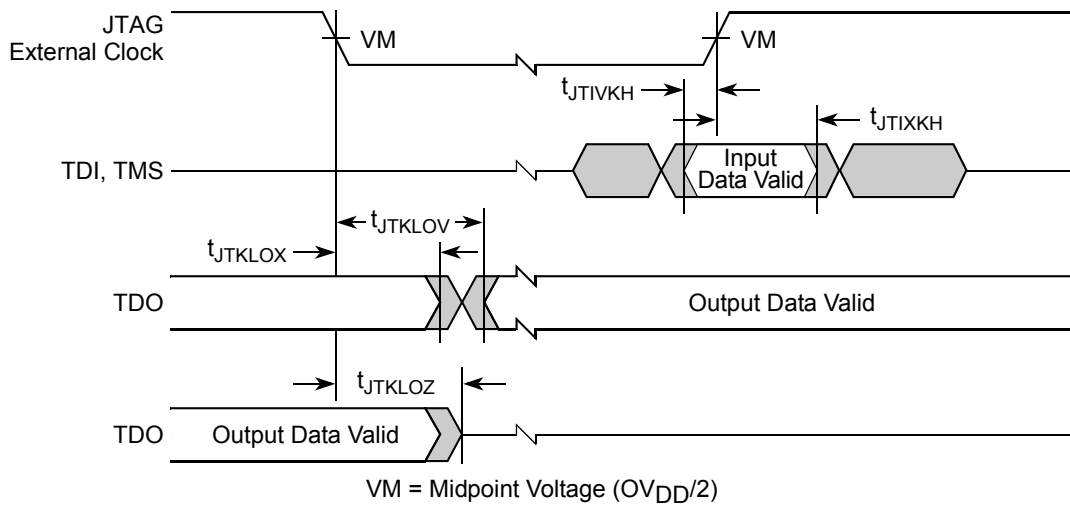 JTAG
External Clock
VM
VM
tJTIVKH
tJTIXKH
TDI, TMS
Input
Data Valid
tJTKLOV
tJTKLOX
TDO
Output Data Valid
tJTKLOZ
TDO
Output Data Valid
VM = Midpoint Voltage (OVDD/2)